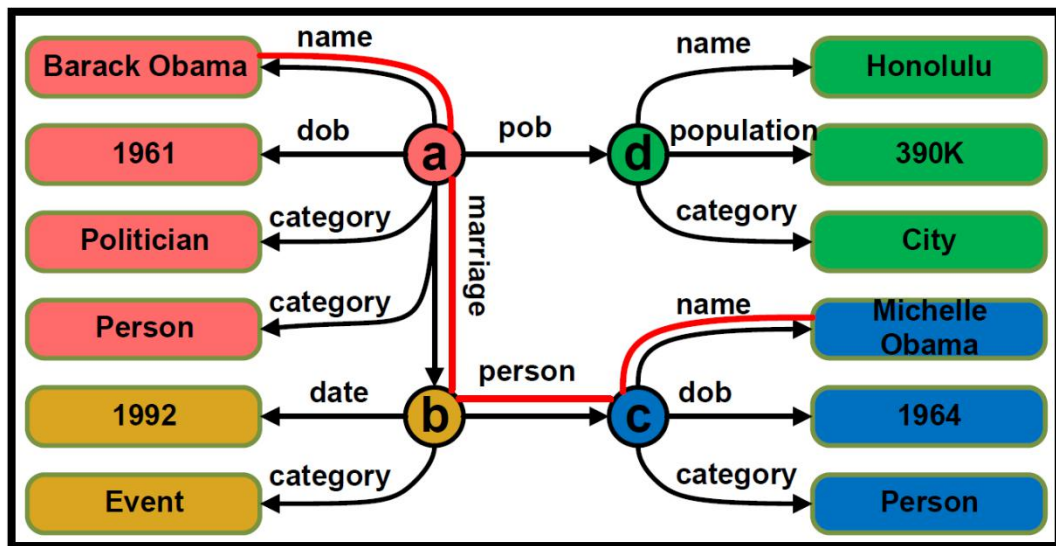 name
name
Barack Obama
Honolulu
dob
pob
population
1961
a
d
390K
category
category
Politician
City
marriage
category
name
Person
Michelle
Obama
person
date
dob
1992
b
c
1964
category
category
Event
Person